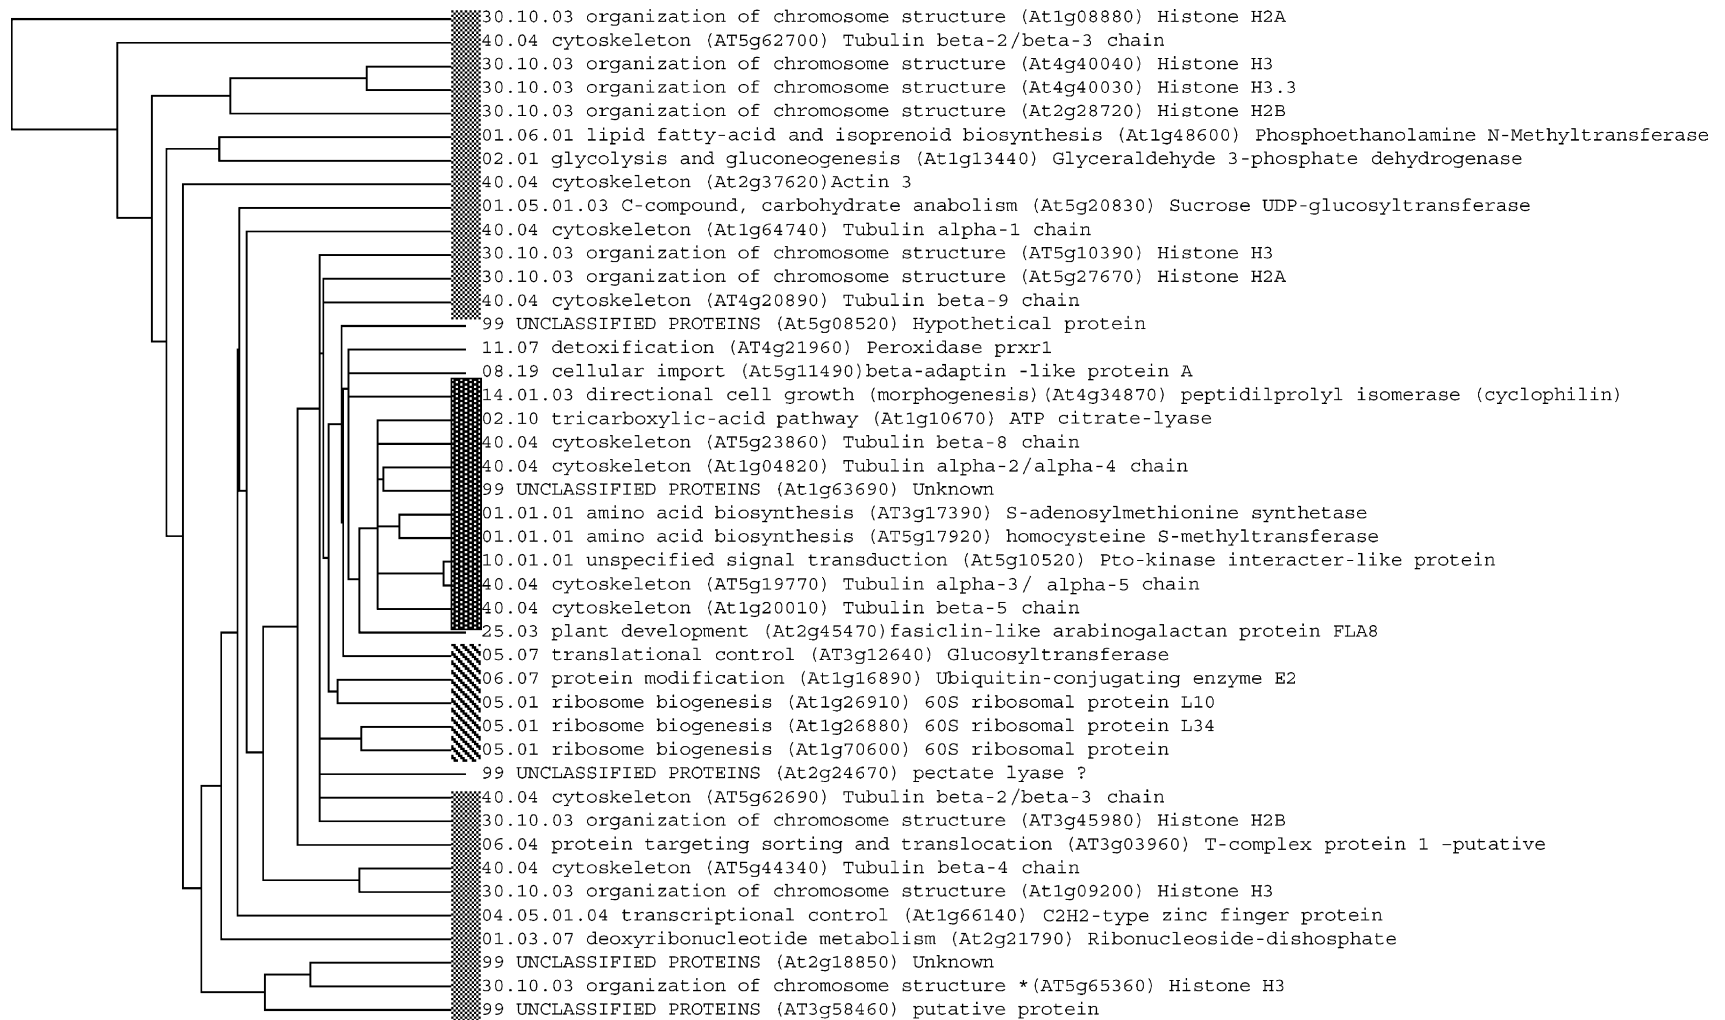 30.10.03 organization of chromosome structure (At1g08880) Histone H2A
40.04 cytoskeleton (AT5g62700) Tubulin beta-2/beta-3 chain
30.10.03 organization of chromosome structure (At4g40040) Histone H3
30.10.03 organization of chromosome structure (At4g40030) Histone H3.3
30.10.03 organization of chromosome structure (At2g28720) Histone H2B
01.06.01 lipid fatty-acid and isoprenoid biosynthesis (At1g48600) Phosphoethanolamine N-Methyltransferase
02.01 glycolysis and gluconeogenesis (At1g13440) Glyceraldehyde 3-phosphate dehydrogenase
40.04 cytoskeleton (At2g37620)Actin 3
01.05.01.03 C-compound, carbohydrate anabolism (At5g20830) Sucrose UDP-glucosyltransferase
40.04 cytoskeleton (At1g64740) Tubulin alpha-1 chain
30.10.03 organization of chromosome structure (AT5g10390) Histone H3
30.10.03 organization of chromosome structure (At5g27670) Histone H2A
40.04 cytoskeleton (AT4g20890) Tubulin beta-9 chain
99 UNCLASSIFIED PROTEINS (At5g08520) Hypothetical protein
11.07 detoxification (AT4g21960) Peroxidase prxr1
08.19 cellular import (At5g11490)beta-adaptin -like protein A
14.01.03 directional cell growth (morphogenesis)(At4g34870) peptidilprolyl isomerase (cyclophilin)
02.10 tricarboxylic-acid pathway (At1g10670) ATP citrate-lyase
40.04 cytoskeleton (AT5g23860) Tubulin beta-8 chain
40.04 cytoskeleton (At1g04820) Tubulin alpha-2/alpha-4 chain
99 UNCLASSIFIED PROTEINS (At1g63690) Unknown
01.01.01 amino acid biosynthesis (AT3g17390) S-adenosylmethionine synthetase
01.01.01 amino acid biosynthesis (AT5g17920) homocysteine S-methyltransferase
10.01.01 unspecified signal transduction (At5g10520) Pto-kinase interacter-like protein
40.04 cytoskeleton (AT5g19770) Tubulin alpha-3/ alpha-5 chain
40.04 cytoskeleton (At1g20010) Tubulin beta-5 chain
25.03 plant development (At2g45470)fasiclin-like arabinogalactan protein FLA8
05.07 translational control (AT3g12640) Glucosyltransferase
06.07 protein modification (At1g16890) Ubiquitin-conjugating enzyme E2
05.01 ribosome biogenesis (At1g26910) 60S ribosomal protein L10
05.01 ribosome biogenesis (At1g26880) 60S ribosomal protein L34
05.01 ribosome biogenesis (At1g70600) 60S ribosomal protein
99 UNCLASSIFIED PROTEINS (At2g24670) pectate lyase ?
40.04 cytoskeleton (AT5g62690) Tubulin beta-2/beta-3 chain
30.10.03 organization of chromosome structure (AT3g45980) Histone H2B
06.04 protein targeting sorting and translocation (AT3g03960) T-complex protein 1 –putative
40.04 cytoskeleton (AT5g44340) Tubulin beta-4 chain
30.10.03 organization of chromosome structure (At1g09200) Histone H3
04.05.01.04 transcriptional control (At1g66140) C2H2-type zinc finger protein
01.03.07 deoxyribonucleotide metabolism (At2g21790) Ribonucleoside-dishosphate
99 UNCLASSIFIED PROTEINS (At2g18850) Unknown
30.10.03 organization of chromosome structure *(AT5g65360) Histone H3
99 UNCLASSIFIED PROTEINS (AT3g58460) putative protein